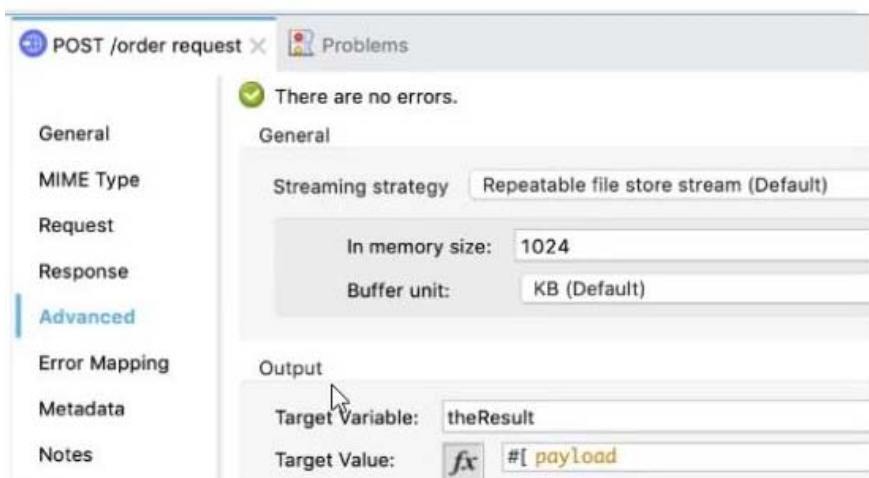 POST /order request
Problems
There are no errors.
General
MIME Type
Request
Response
Advanced
Error Mapping
Metadata
Notes
General
Streaming strategy Repeatable file store stream (Default)
In memory size: 1024
Buffer unit: KB (Default)
Output
Target Variable: theResult
Target Value: fx #[ payload